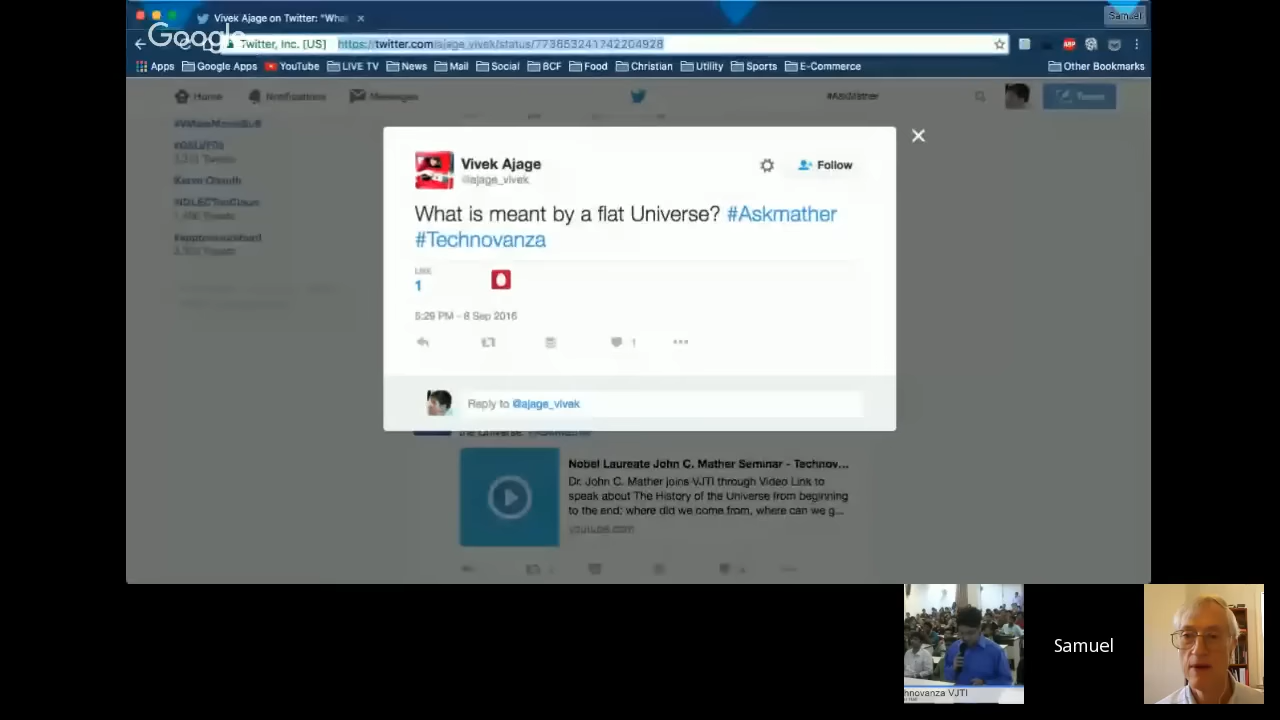 Vivek Ajage on Twitter: "Wha
Samuel
Google
Twitter, Inc. [US] https://twitter.com/ajage_vivek/status/773653241742204928
ABP
Apps Google Apps YouTube LIVE TV News Mail Social BCF Food Christian Utility Sports E-Commerce Other Bookmarks
Home Notifications Messages #AskMather Tweet
Vivek Ajage
@ajage_vivek
Follow
What is meant by a flat Universe? #Askmather
#Technovanza
LIKE
1
5:29 PM - 8 Sep 2016
1
Reply to @ajage_vivek
the Universe.
Nobel Laureate John C. Mather Seminar - Technov...
Dr. John C. Mather joins VJTI through Video Link to
speak about The History of the Universe from beginning
to the end; where did we come from, where can we g...
youtube.com
hnovanza VJTI
Samuel